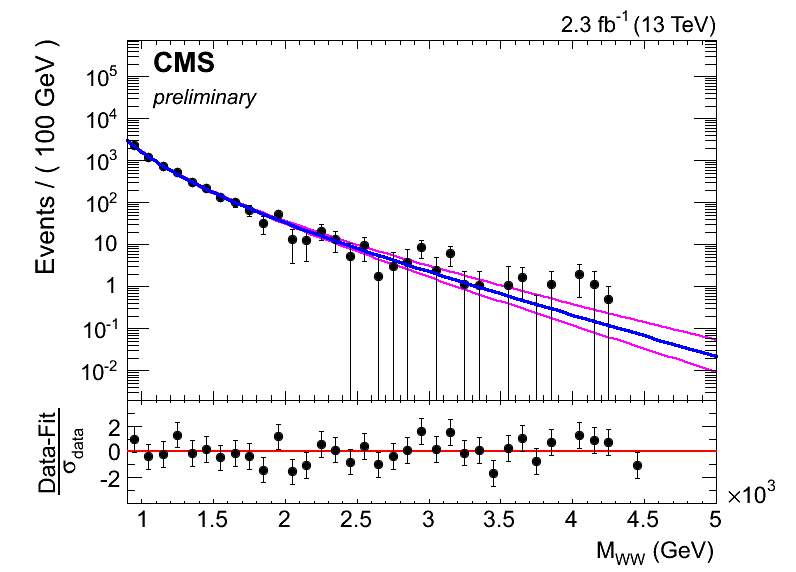 2.3 fb⁻¹ (13 TeV)
CMS
preliminary
Events / ( 100 GeV )
10⁵
10⁴
10³
10²
10
1
10⁻¹
10⁻²
Data-Fit
σ_data
2
0
-2
1 1.5 2 2.5 3 3.5 4 4.5 5
×10³
M_WW (GeV)